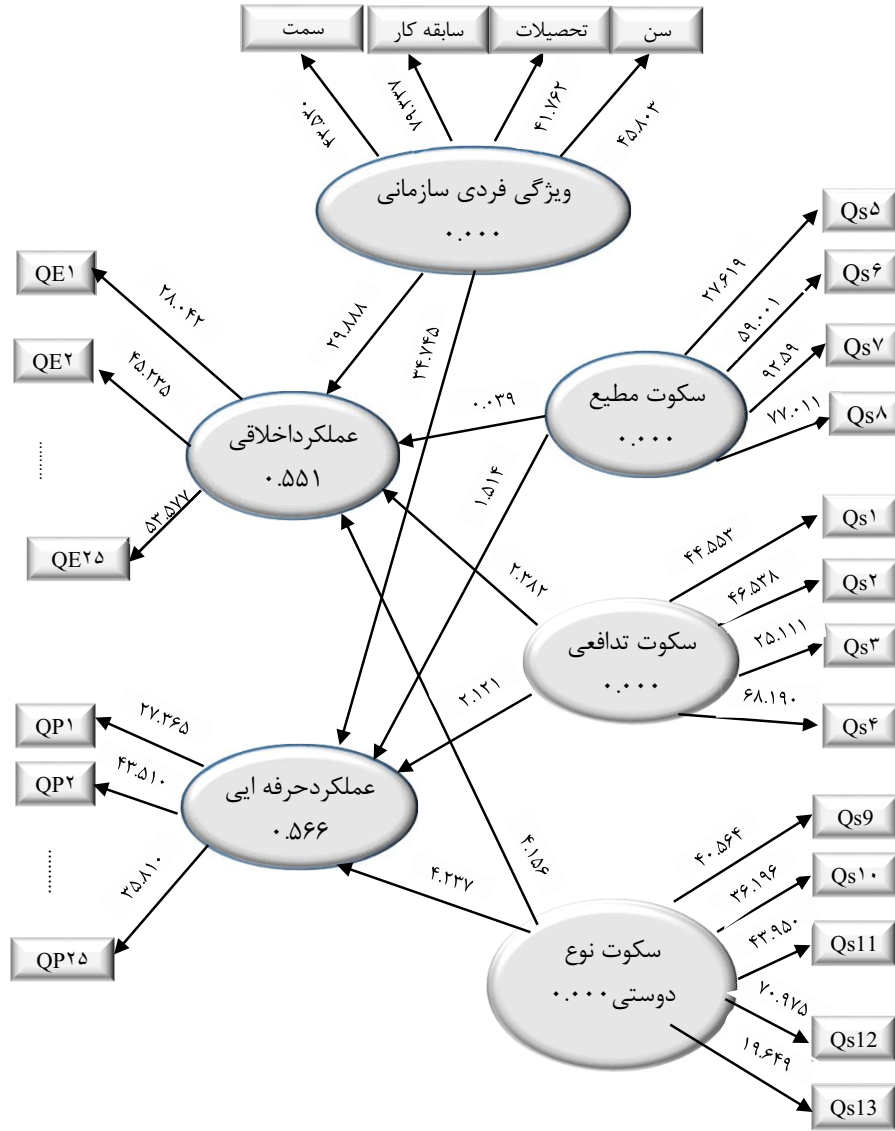 سمت
سابقه کار
تحصیلات
سن
۷۹.۳۳۷
۴۱.۷۶۲
۴۵.۸۰۳
ویژگی فردی سازمانی
۰.۰۰۰
QE۱
QE۲
........
QE۲۵
۲۸.۰۴۲
۴۵.۲۳۵
۵۳.۵۷۷
۲۹.۸۸۸
۳۴.۷۴۵
عملکرداخلاقی
۰.۵۵۱
۰.۰۳۹
۱.۵۱۴
سکوت مطیع
۰.۰۰۰
۲۷.۶۱۹
۵۹.۰۰۱
۹۲.۵۹
۷۷.۰۱۱
Qs۵
Qs۶
Qs۷
Qs۸
۲.۳۸۲
۲.۱۲۱
سکوت تدافعی
۰.۰۰۰
۴۴.۵۵۳
۴۶.۵۳۸
۲۵.۱۱۱
۶۸.۱۹۰
Qs۱
Qs۲
Qs۳
Qs۴
QP۱
QP۲
........
QP۲۵
۲۷.۳۶۵
۴۳.۵۱۰
۳۵.۸۱۰
عملکردحرفه ایی
۰.۵۶۶
۴.۱۵۶
۴.۲۳۷
سکوت نوع
دوستی۰.۰۰۰
۴۰.۵۶۴
۳۶.۱۹۶
۴۳.۹۵۰
۷۰.۹۷۵
۱۹.۶۴۹
Qs9
Qs۱۰
Qs11
Qs12
Qs13